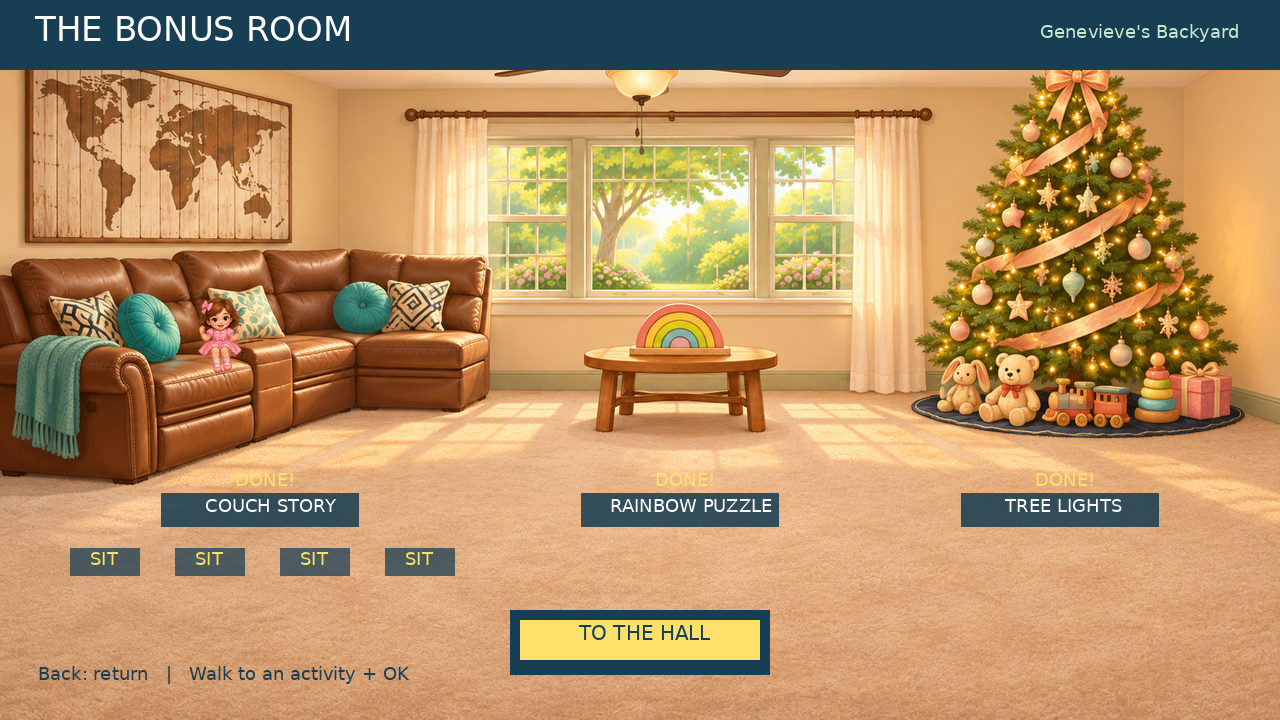 THE BONUS ROOM
Genevieve's Backyard
DONE! DONE! DONE!
COUCH STORY RAINBOW PUZZLE TREE LIGHTS
SIT SIT SIT SIT
TO THE HALL
Back: return | Walk to an activity + OK